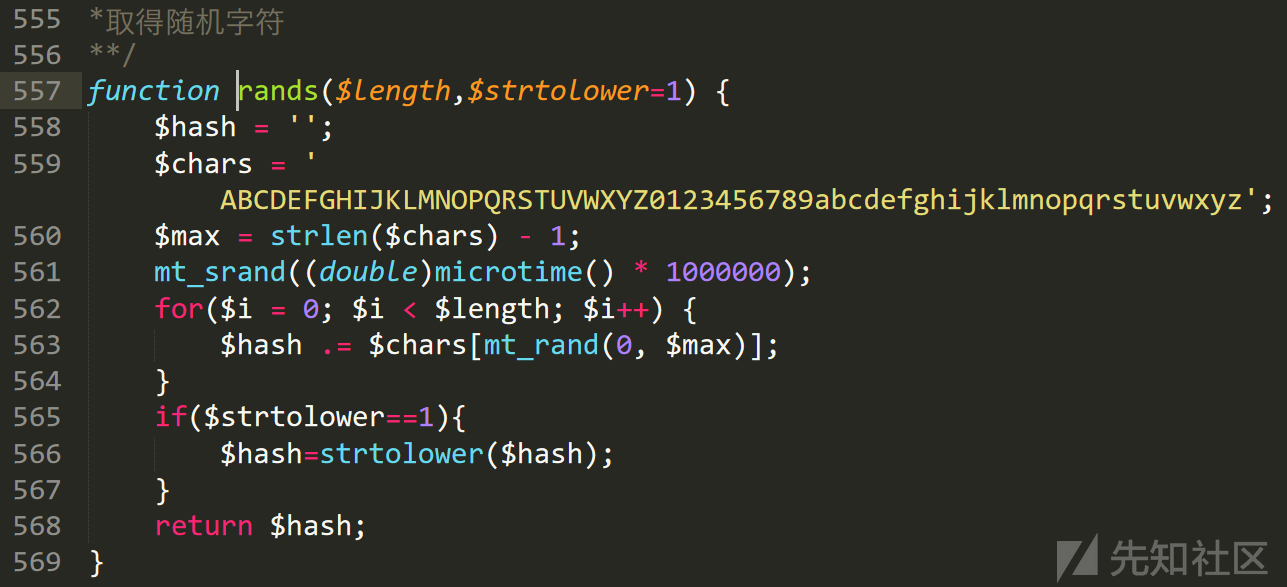 555 *取得随机字符
556 **/
557 function rands($length,$strtolower=1) {
558 $hash = '';
559 $chars = '
ABCDEFGHIJKLMNOPQRSTUVWXYZ0123456789abcdefghijklmnopqrstuvwxyz';
560 $max = strlen($chars) - 1;
561 mt_srand((double)microtime() * 1000000);
562 for($i = 0; $i < $length; $i++) {
563 $hash .= $chars[mt_rand(0, $max)];
564 }
565 if($strtolower==1){
566 $hash=strtolower($hash);
567 }
568 return $hash;
569 }
先知社区